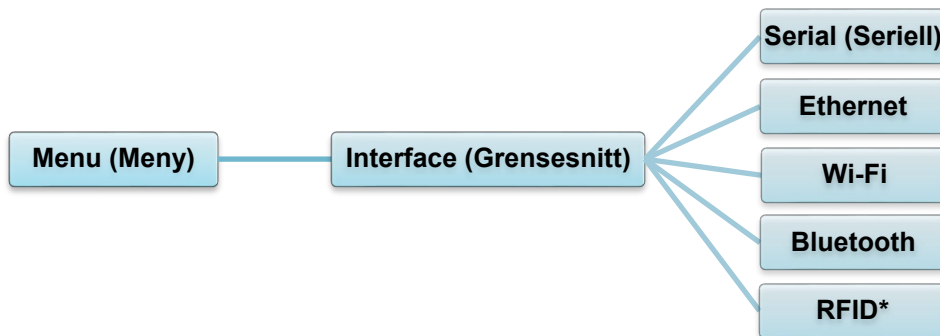 Serial (Seriell)
Ethernet
Menu (Meny)
Interface (Grensesnitt)
Wi-Fi
Bluetooth
RFID*